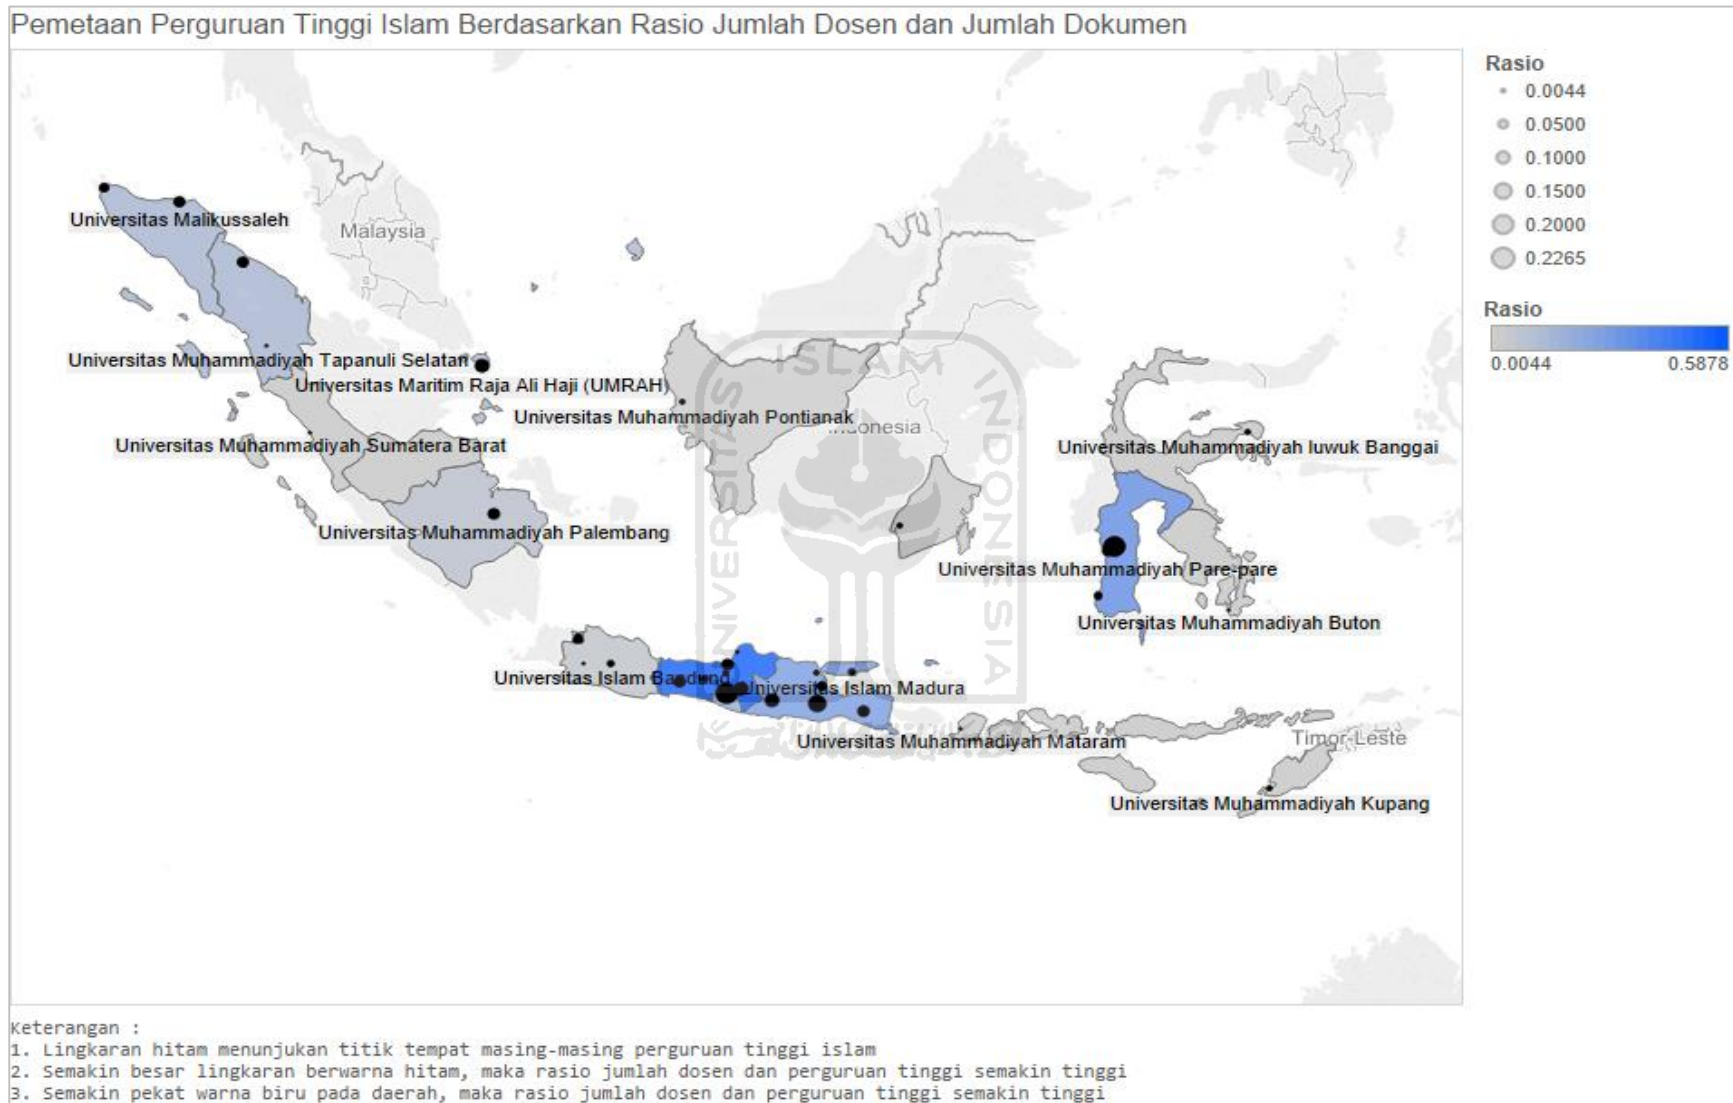 Pemetaan Perguruan Tinggi Islam Berdasarkan Rasio Jumlah Dosen dan Jumlah Dokumen
Rasio
0.0044
0.0500
0.1000
0.1500
0.2000
0.2265
Rasio
0.0044 0.5878
Universitas Malikussaleh
Malaysia
Universitas Muhammadiyah Tapanuli Selatan
Universitas Maritim Raja Ali Haji (UMRAH)
Universitas Muhammadiyah Pontianak
Indonesia
Universitas Muhammadiyah Sumatera Barat
Universitas Muhammadiyah luwuk Banggai
Universitas Muhammadiyah Palembang
Universitas Muhammadiyah Pare-pare
Universitas Muhammadiyah Buton
Universitas Islam Bandung
Universitas Islam Madura
Universitas Muhammadiyah Mataram
Timor-Leste
Universitas Muhammadiyah Kupang
ISLAM
UNIVERSITAS
INDONESIA
Keterangan :
1. Lingkaran hitam menunjukan titik tempat masing-masing perguruan tinggi islam
2. Semakin besar lingkaran berwarna hitam, maka rasio jumlah dosen dan perguruan tinggi semakin tinggi
3. Semakin pekat warna biru pada daerah, maka rasio jumlah dosen dan perguruan tinggi semakin tinggi